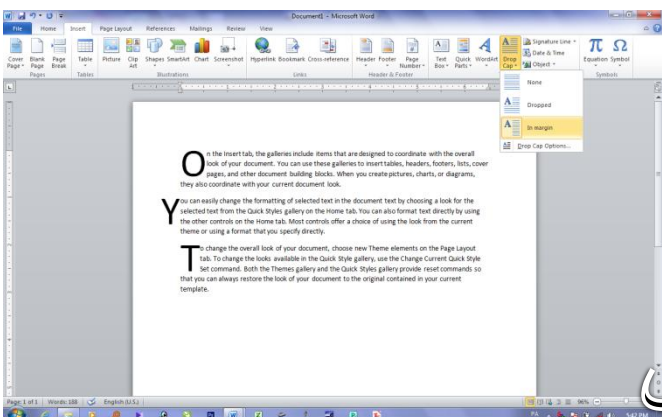 Document1 - Microsoft Word
File Home Insert Page Layout References Mailings Review View
Cover Page Blank Page Page Break Table Picture Clip Art Shapes SmartArt Chart Screenshot Hyperlink Bookmark Cross-reference Header Footer Page Number Text Box Quick Parts WordArt Drop Cap Signature Line Date & Time Object Equation Symbol
Pages Tables Illustrations Links Header & Footer Symbols
None
Dropped
In margin
Drop Cap Options...
On the Insert tab, the galleries include items that are designed to coordinate with the overall
look of your document. You can use these galleries to insert tables, headers, footers, lists, cover
pages, and other document building blocks. When you create pictures, charts, or diagrams,
they also coordinate with your current document look.
You can easily change the formatting of selected text in the document text by choosing a look for the
selected text from the Quick Styles gallery on the Home tab. You can also format text directly by using
the other controls on the Home tab. Most controls offer a choice of using the look from the current
theme or using a format that you specify directly.
To change the overall look of your document, choose new Theme elements on the Page Layout
tab. To change the looks available in the Quick Style gallery, use the Change Current Quick Style
Set command. Both the Themes gallery and the Quick Styles gallery provide reset commands so
that you can always restore the look of your document to the original contained in your current
template.
Page: 1 of 1 Words: 188 English (U.S.) 96%
PA 5:42 PM